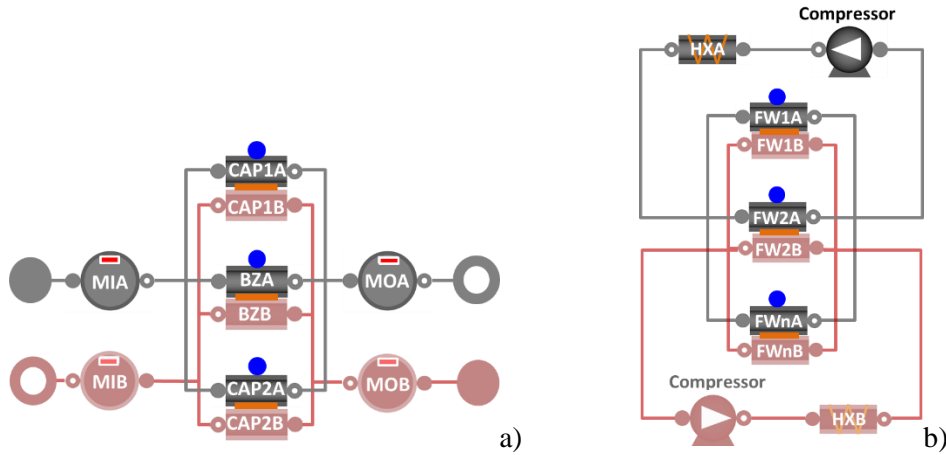 CAP1A
CAP1B
MIA
BZA
MOA
BZB
MIB
CAP2A
MOB
CAP2B
a)
Compressor
HXA
FW1A
FW1B
FW2A
FW2B
FWnA
FWnB
Compressor
HXB
b)